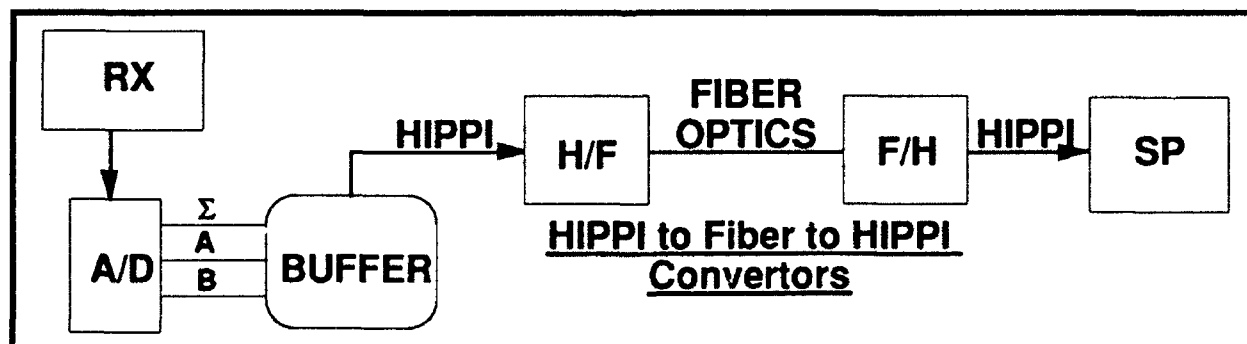 RX
A/D
Σ
A
B
BUFFER
HIPPI
H/F
FIBER
OPTICS
F/H
HIPPI
SP
HIPPI to Fiber to HIPPI
Convertors